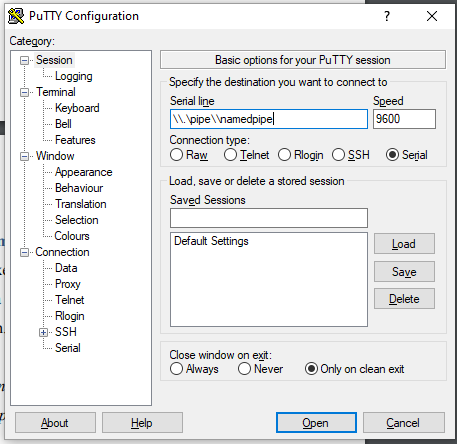 PuTTY Configuration
Category:
Session
Logging
Terminal
Keyboard
Bell
Features
Window
Appearance
Behaviour
Translation
Selection
Colours
Connection
Data
Proxy
Telnet
Rlogin
SSH
Serial
Basic options for your PuTTY session
Specify the destination you want to connect to
Serial line Speed
\\.\pipe\\namedpipe 9600
Connection type:
Raw Telnet Rlogin SSH Serial
Load, save or delete a stored session
Saved Sessions
Default Settings
Load
Save
Delete
Close window on exit:
Always Never Only on clean exit
About Help Open Cancel